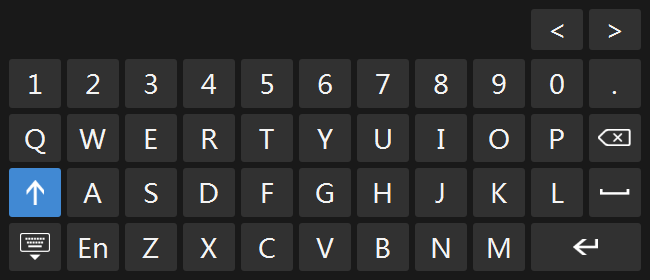 < >
1 2 3 4 5 6 7 8 9 0 .
Q W E R T Y U I O P
A S D F G H J K L
En Z X C V B N M